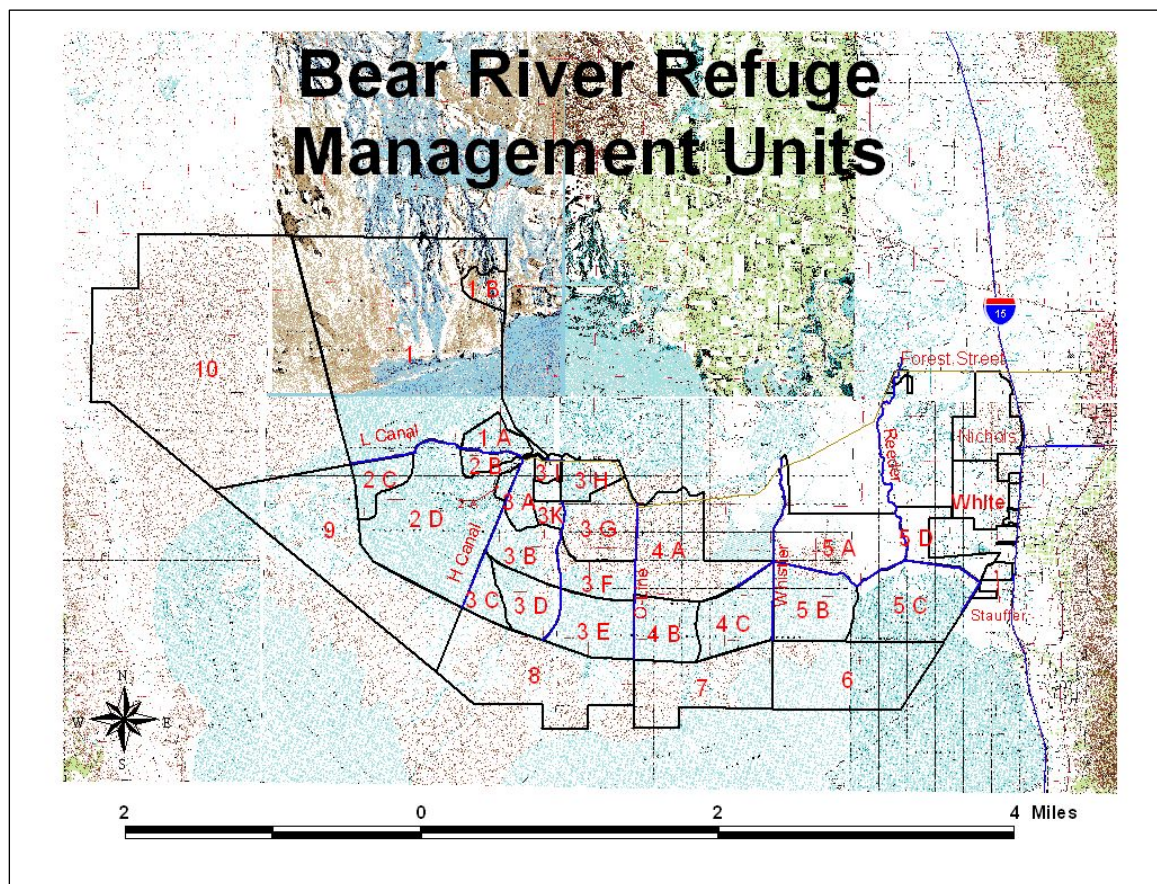 Bear River Refuge
Management Units
1 B
15
1
10
Forest Street
L Canal
1 A
Reeder
Nichols
2 B
3 I
3 H
2 C
3 A
White
2 D
3K
3 G
9
H Canal
3 B
4 A
5 A
5 D
3 F
O-Line
Whistler
3 C
3 D
3 E
4 B
4 C
5 B
5 C
Stauffer
8
7
6
N
W
E
S
2
0
2
4 Miles